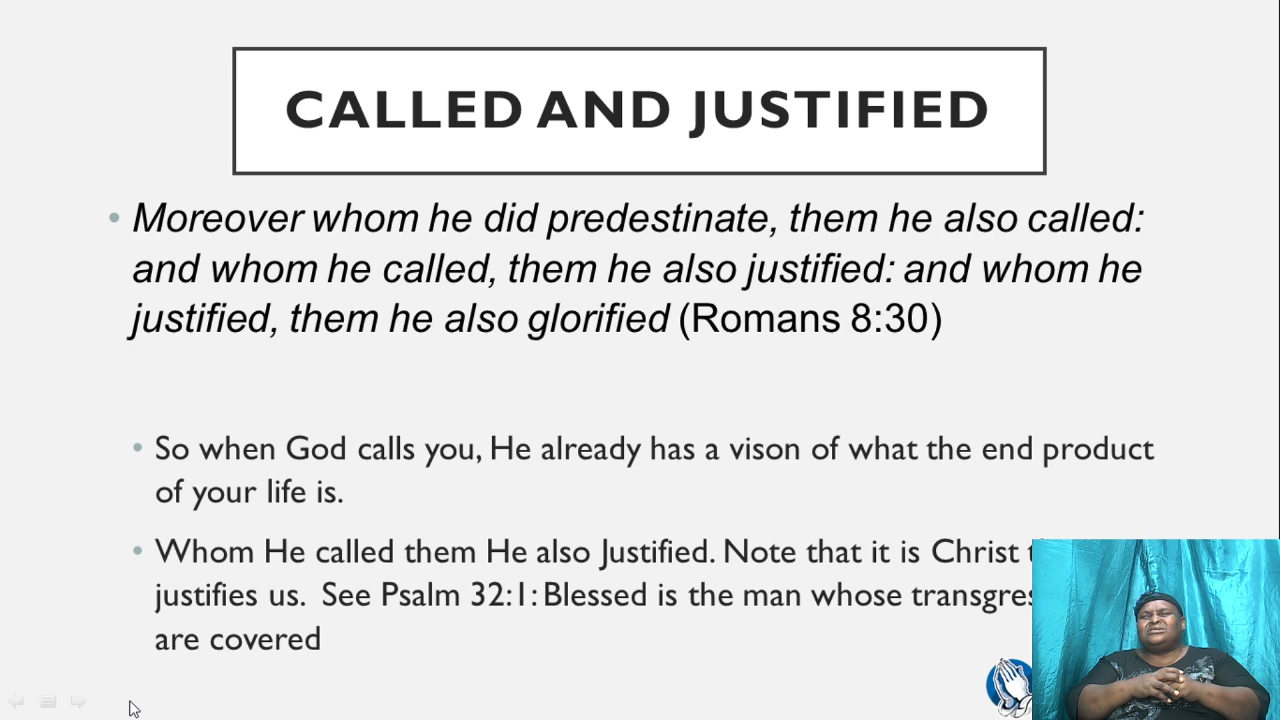 CALLED AND JUSTIFIED
• Moreover whom he did predestinate, them he also called:
and whom he called, them he also justified: and whom he
justified, them he also glorified (Romans 8:30)
• So when God calls you, He already has a vison of what the end product
of your life is.
• Whom He called them He also Justified. Note that it is Christ
justifies us. See Psalm 32:1: Blessed is the man whose
are covered